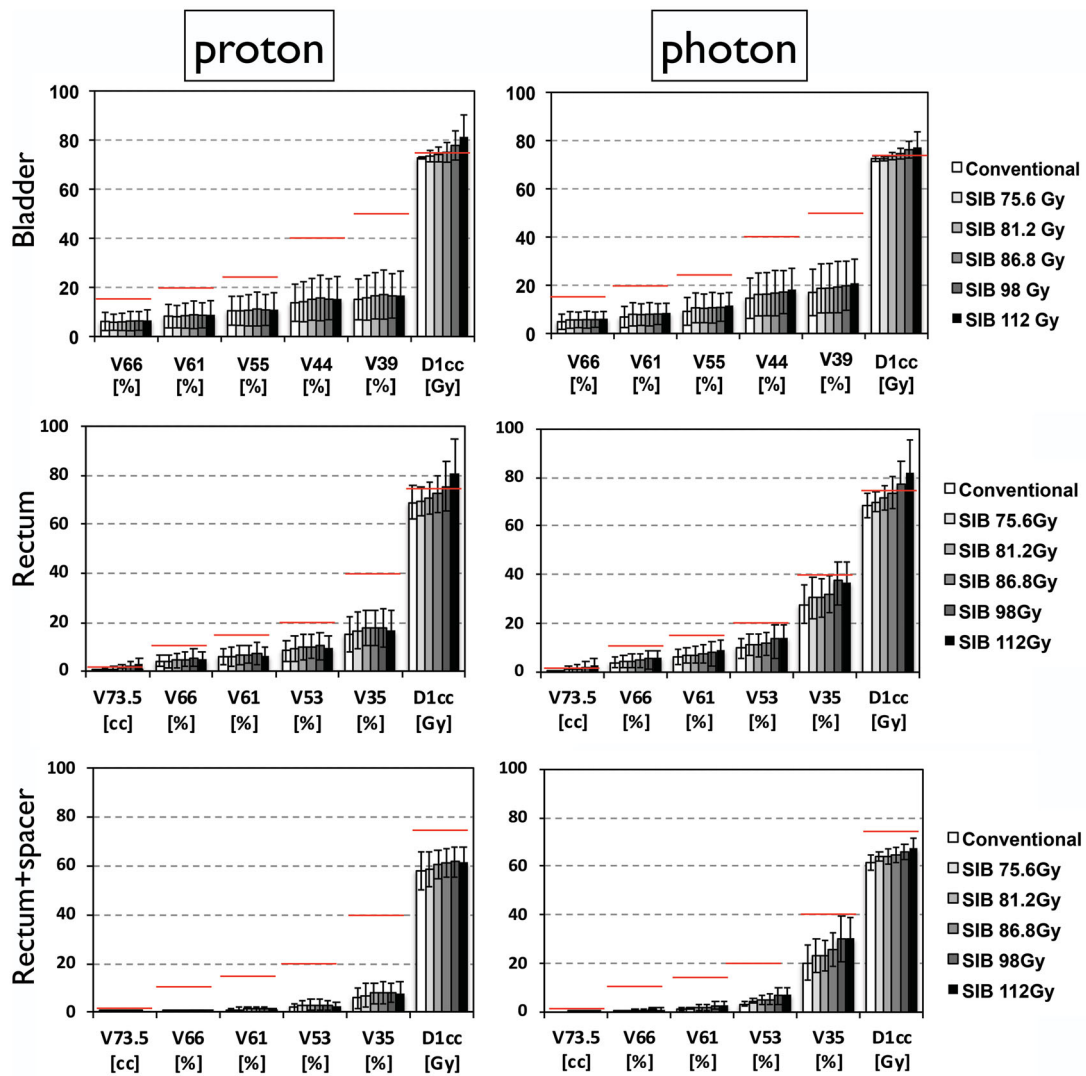 proton photon
Bladder
100 100
80 80
60 60
40 40
20 20
0 0
V66 V61 V55 V44 V39 D1cc V66 V61 V55 V44 V39 D1cc
[%] [%] [%] [%] [%] [Gy] [%] [%] [%] [%] [%] [Gy]
Conventional
SIB 75.6 Gy
SIB 81.2 Gy
SIB 86.8 Gy
SIB 98 Gy
SIB 112 Gy
Rectum
100 100
80 80
60 60
40 40
20 20
0 0
V73.5 V66 V61 V53 V35 D1cc V73.5 V66 V61 V53 V35 D1cc
[cc] [%] [%] [%] [%] [Gy] [cc] [%] [%] [%] [%] [Gy]
Conventional
SIB 75.6Gy
SIB 81.2Gy
SIB 86.8Gy
SIB 98Gy
SIB 112Gy
Rectum+spacer
100 100
80 80
60 60
40 40
20 20
0 0
V73.5 V66 V61 V53 V35 D1cc V73.5 V66 V61 V53 V35 D1cc
[cc] [%] [%] [%] [%] [Gy] [cc] [%] [%] [%] [%] [Gy]
Conventional
SIB 75.6Gy
SIB 81.2Gy
SIB 86.8Gy
SIB 98Gy
SIB 112Gy